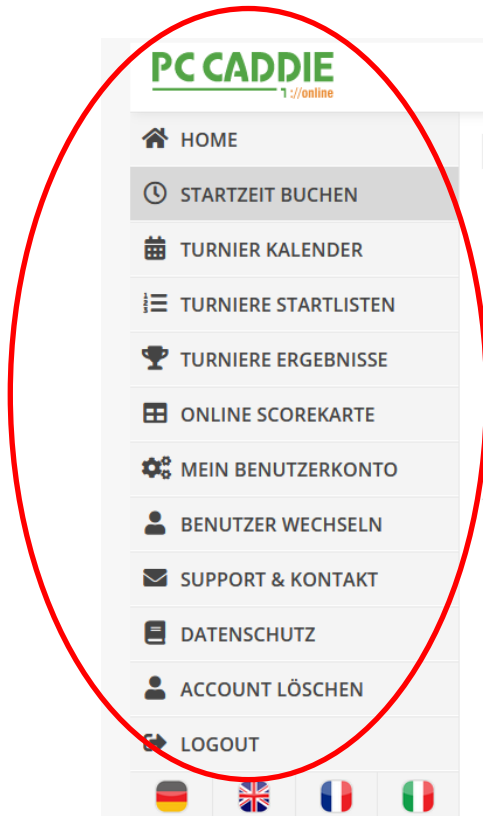 PC CADDIE
://online
HOME
STARTZEIT BUCHEN
TURNIER KALENDER
TURNIERE STARTLISTEN
TURNIERE ERGEBNISSE
ONLINE SCOREKARTE
MEIN BENUTZERKONTO
BENUTZER WECHSELN
SUPPORT & KONTAKT
DATENSCHUTZ
ACCOUNT LÖSCHEN
LOGOUT